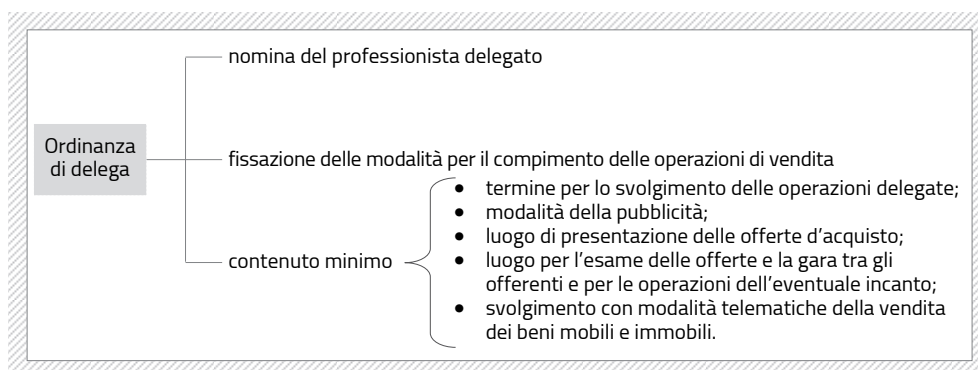 nomina del professionista delegato
Ordinanza
di delega
fissazione delle modalità per il compimento delle operazioni di vendita
contenuto minimo
• termine per lo svolgimento delle operazioni delegate;
• modalità della pubblicità;
• luogo di presentazione delle offerte d'acquisto;
• luogo per l'esame delle offerte e la gara tra gli
offerenti e per le operazioni dell'eventuale incanto;
• svolgimento con modalità telematiche della vendita
dei beni mobili e immobili.